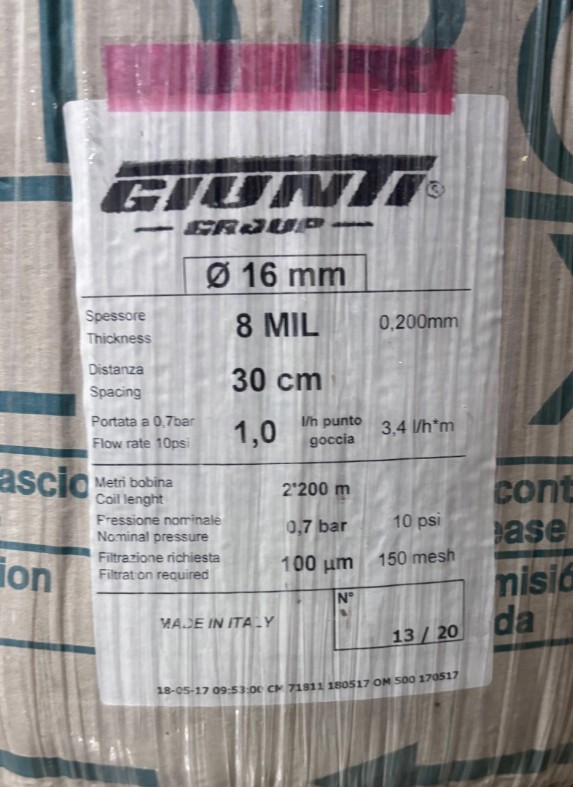 GIUNTI®
GROUP
Ø 16 mm
Spessore
Thickness
8 MIL
0,200mm
Distanza
Spacing
30 cm
Portata a 0,7bar
Flow rate 10psi
1,0
l/h punto
goccia
3,4 l/h*m
Metri bobina
Coil lenght
2'200 m
Pressione nominale
Nominal pressure
0,7 bar
10 psi
Filtrazione richiesta
Filtration required
100 µm
150 mesh
MADE IN ITALY
N°
13 / 20
18-05-17 09:53:00 CM 71811 180517 OM 500 170517
ascio
ion
cont
ease
misió
da